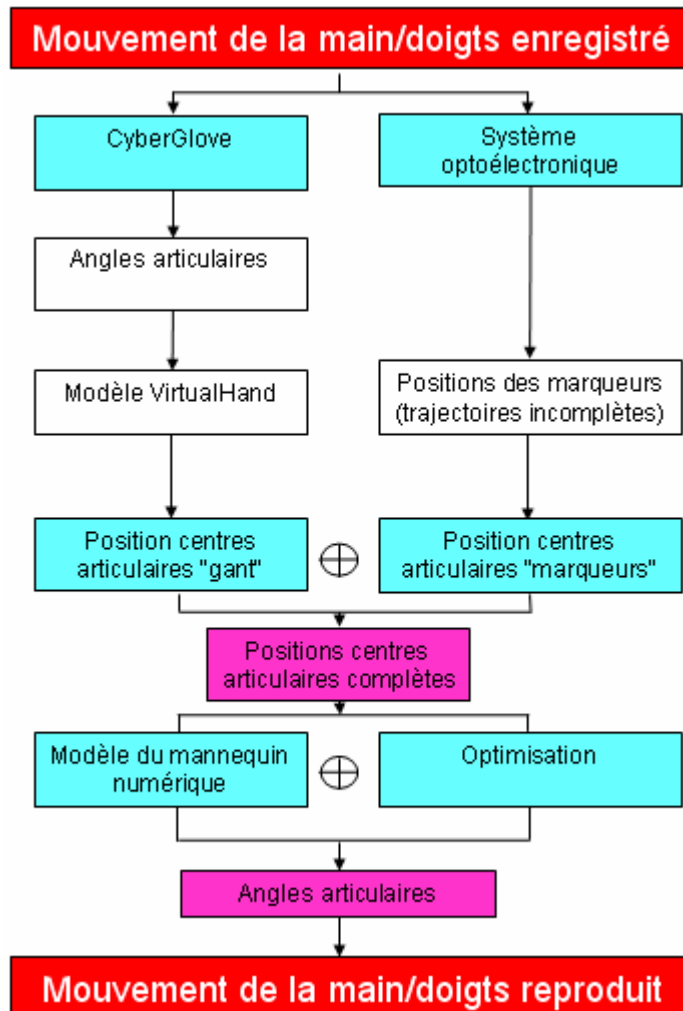 Mouvement de la main/doigts enregistré
CyberGlove
Système
optoélectronique
Angles articulaires
Modèle VirtualHand
Positions des marqueurs
(trajectoires incomplètes)
Position centres
articulaires "gant"
Position centres
articulaires "marqueurs"
Positions centres
articulaires complètes
Modèle du mannequin
numérique
Optimisation
Angles articulaires
Mouvement de la main/doigts reproduit